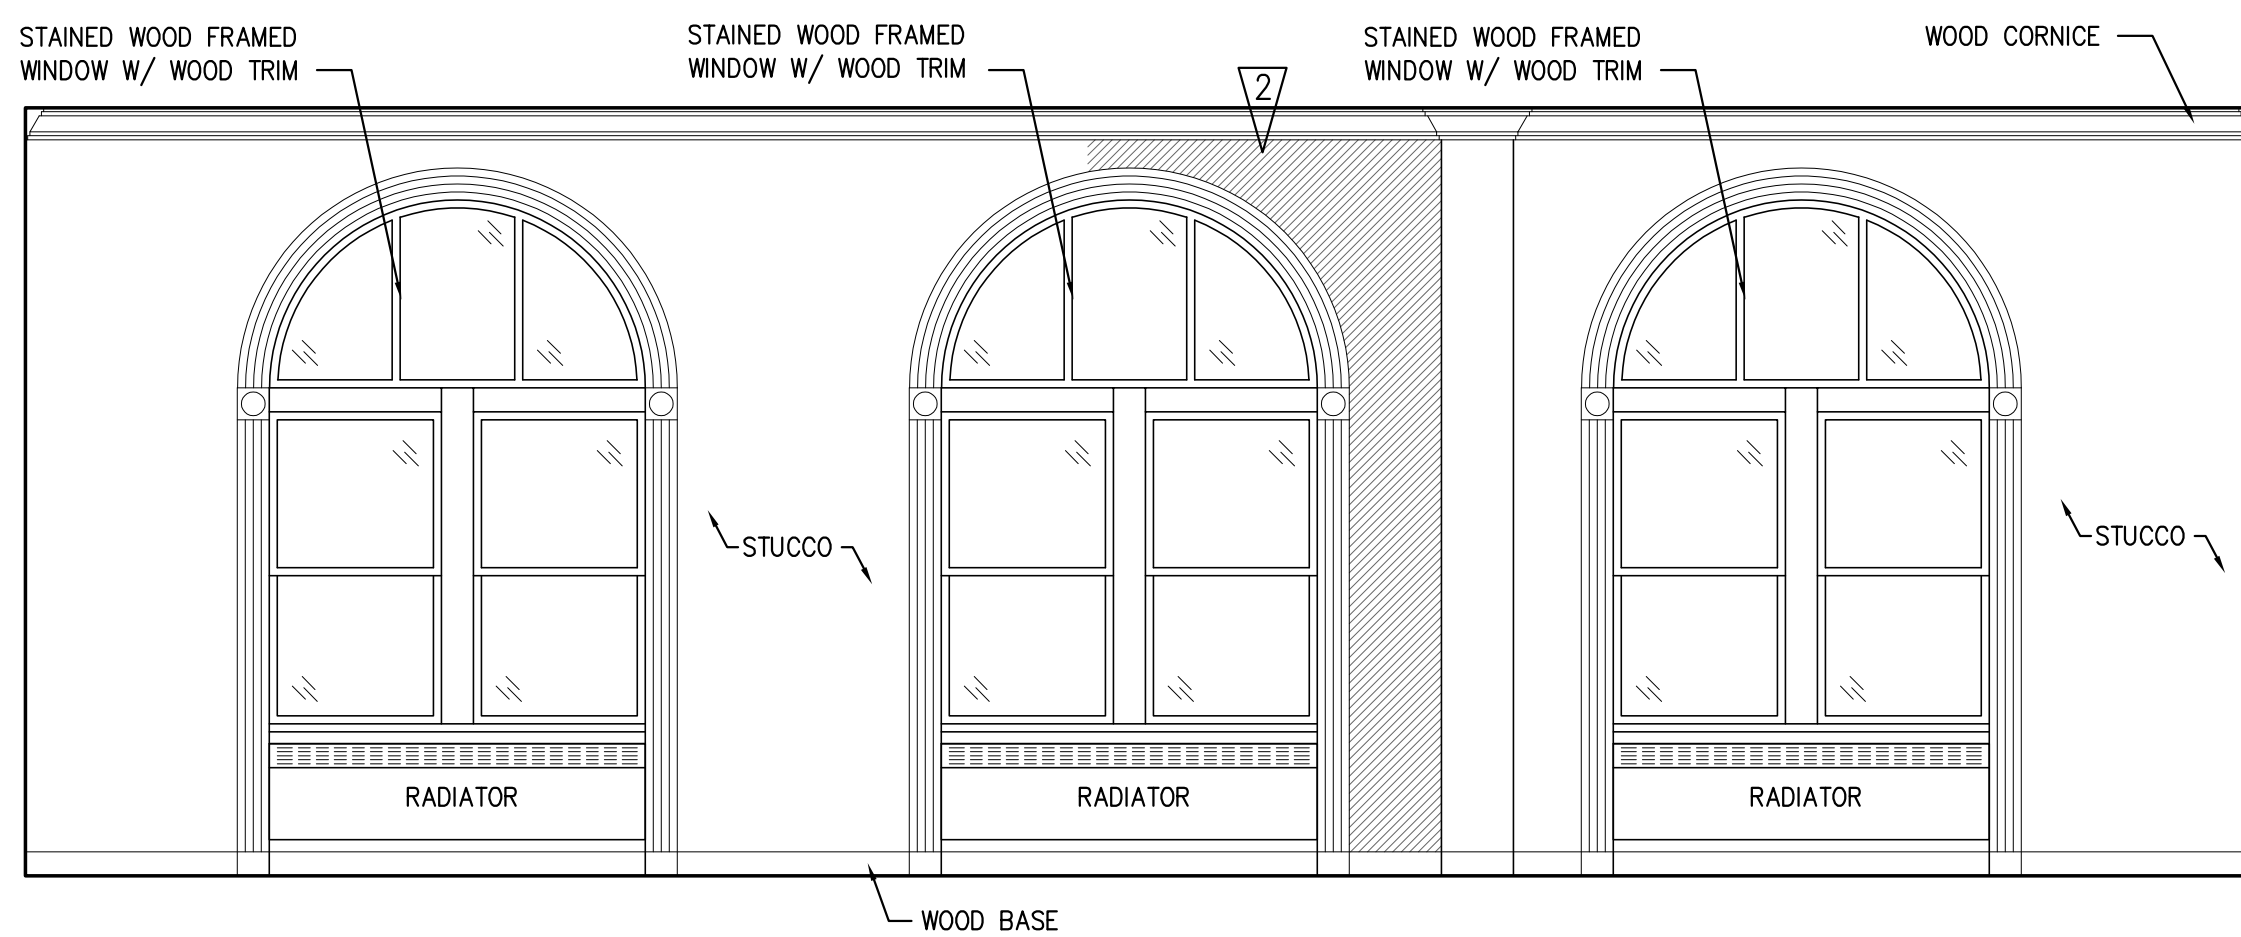 STAINED WOOD FRAMED
WINDOW W/ WOOD TRIM
STAINED WOOD FRAMED
WINDOW W/ WOOD TRIM
STAINED WOOD FRAMED
WINDOW W/ WOOD TRIM
WOOD CORNICE
2
STUCCO
STUCCO
RADIATOR
RADIATOR
RADIATOR
WOOD BASE